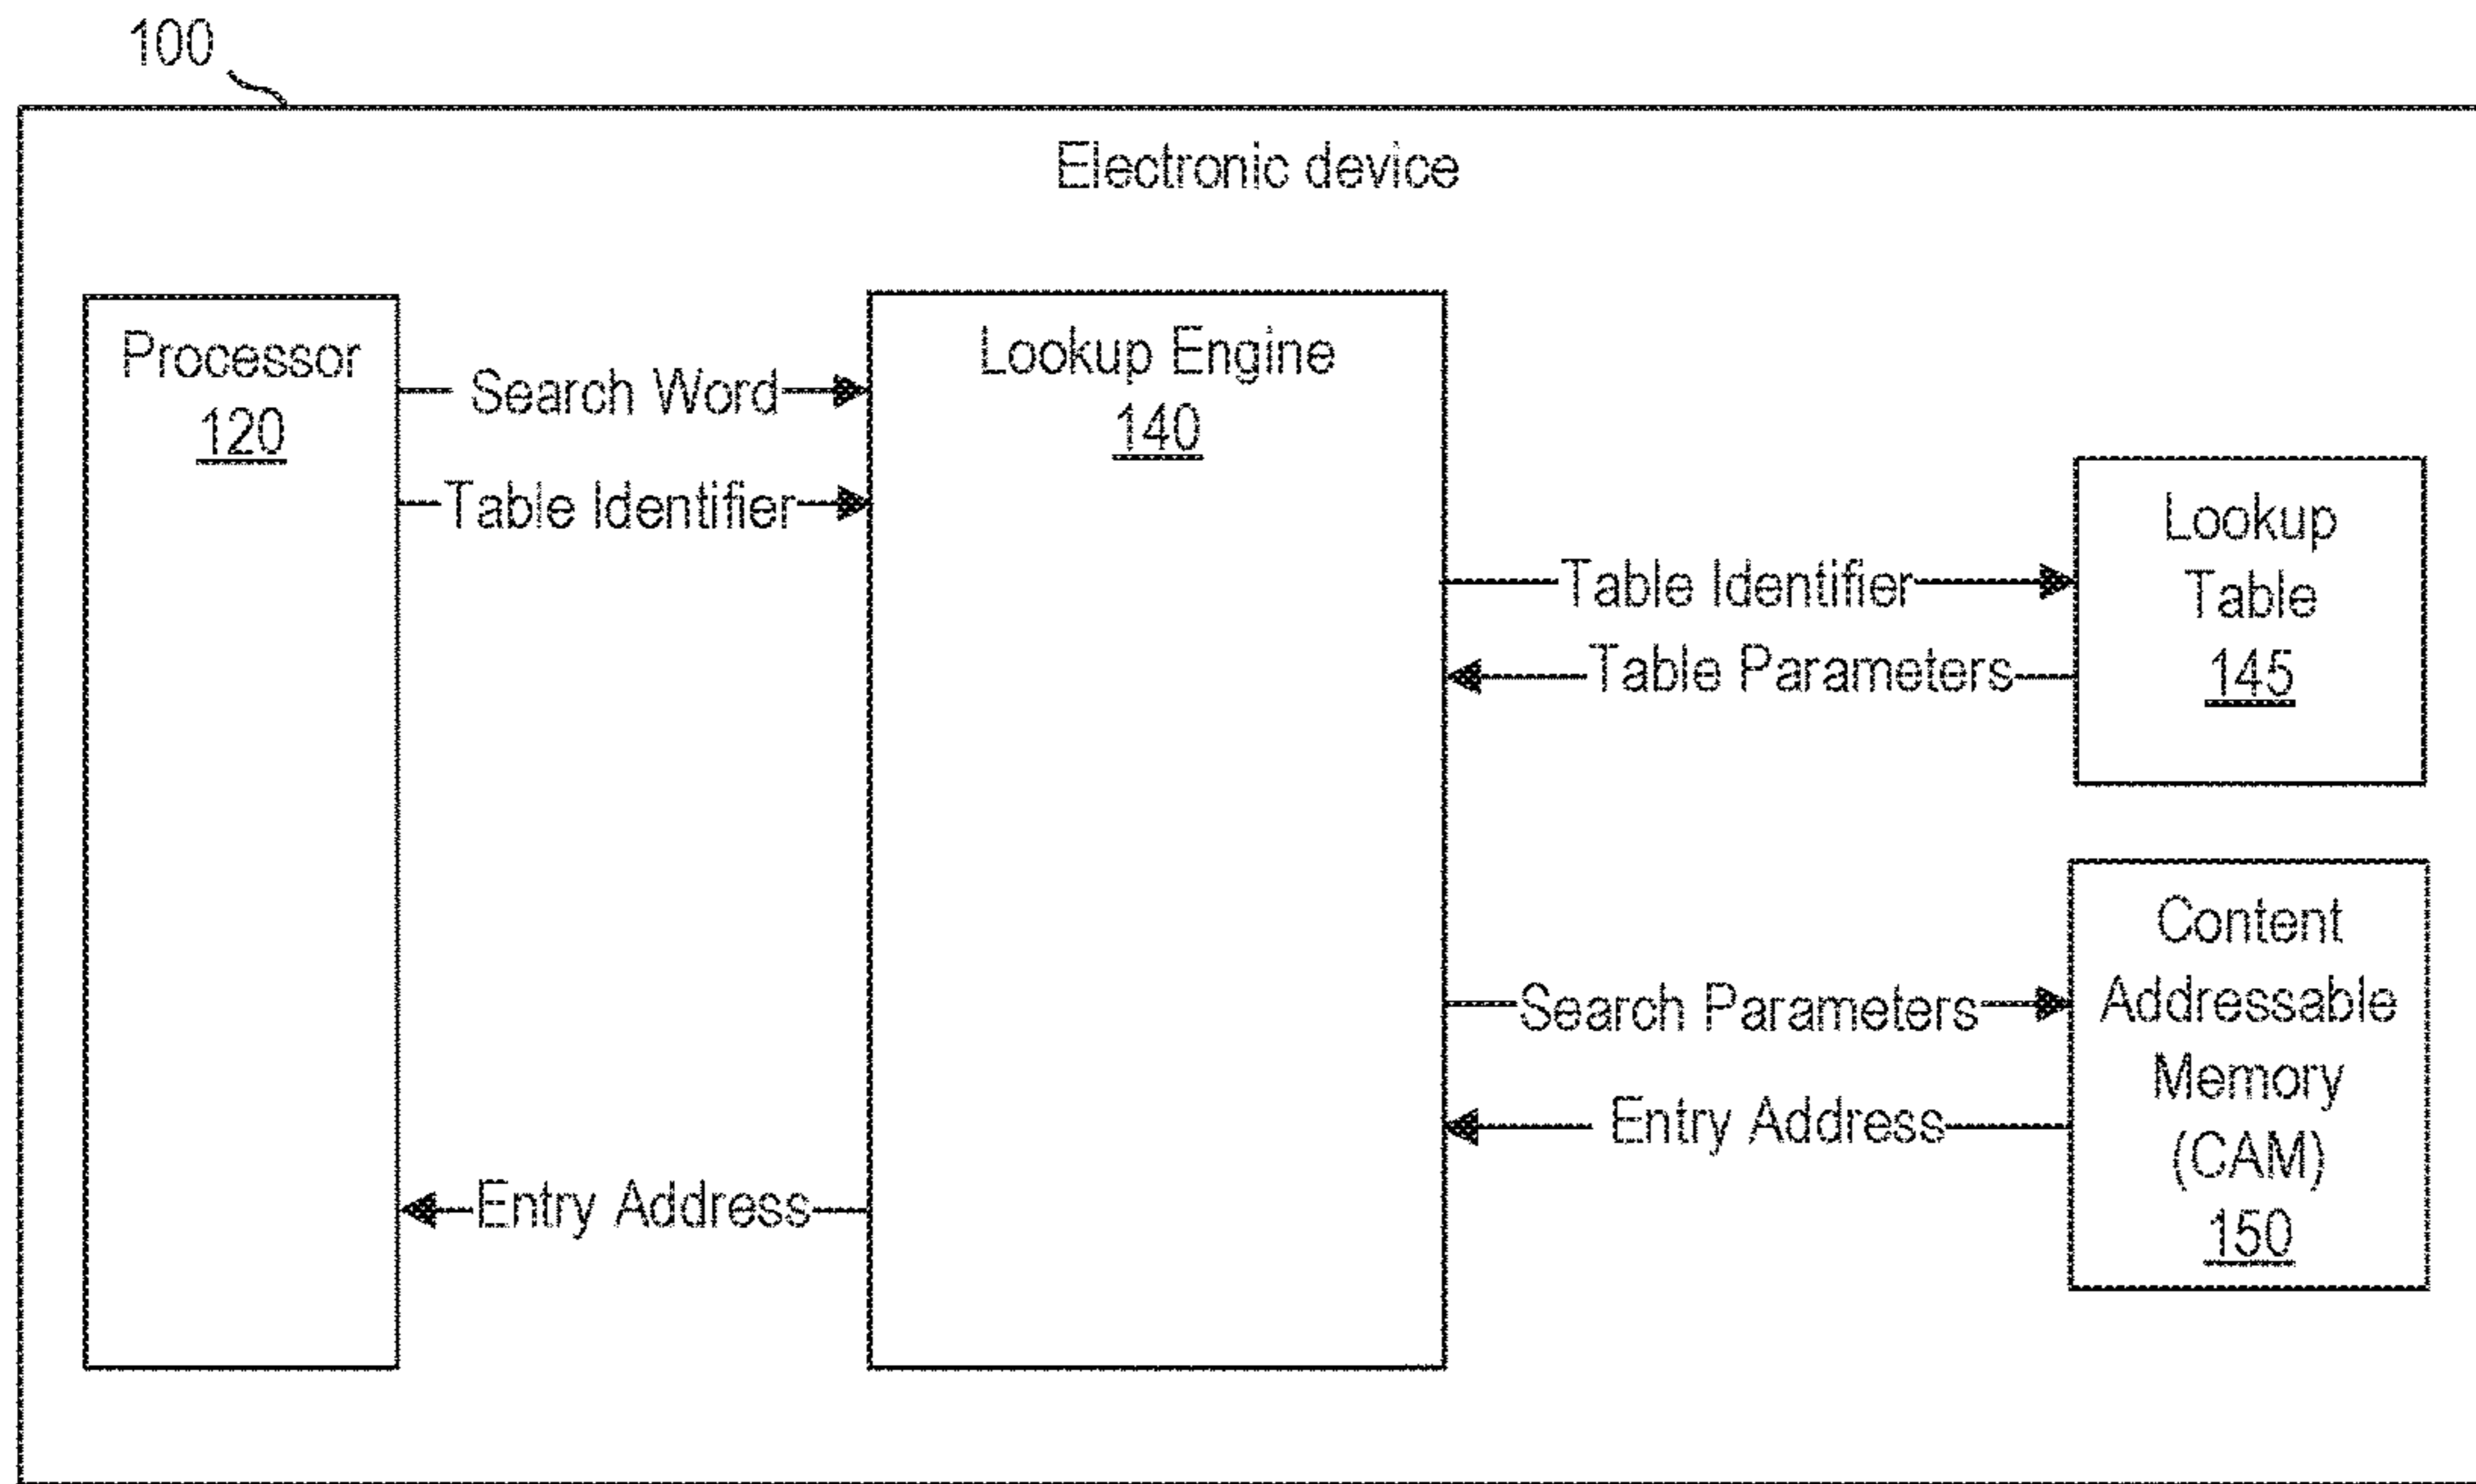 100
Electronic device
Processor
120
Search Word
Table Identifier
Entry Address
Lookup Engine
140
Table Identifier
Table Parameters
Search Parameters
Entry Address
Lookup
Table
145
Content
Addressable
Memory
(CAM)
150